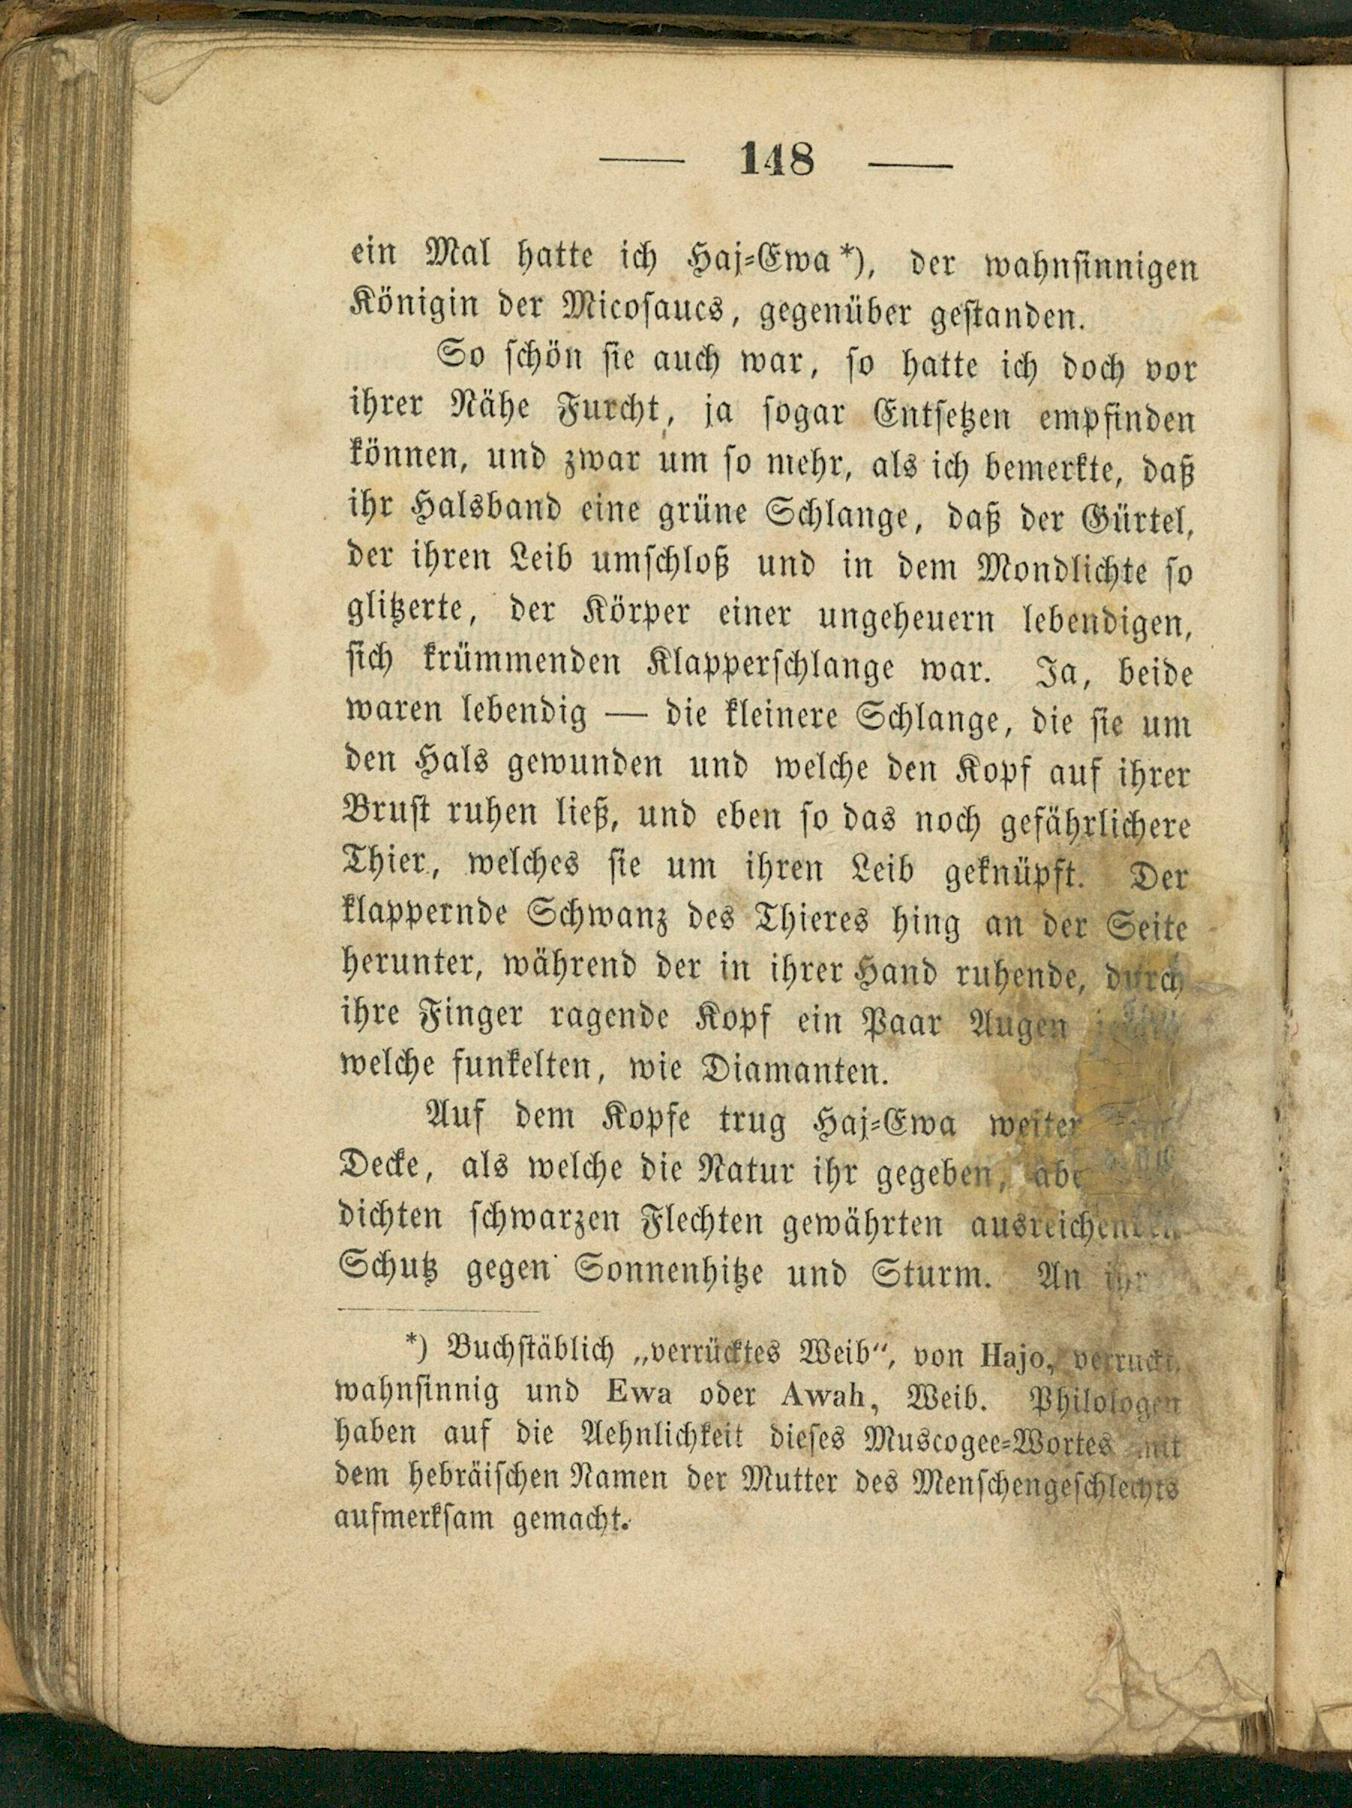 — 148 —
ein Mal hatte ich Haj-Ewa*), der wahnsinnigen
Königin der Micosaucs, gegenüber gestanden.
So schön sie auch war, so hatte ich doch vor
ihrer Nähe Furcht, ja sogar Entsetzen empfinden
können, und zwar um so mehr, als ich bemerkte, daß
ihr Halsband eine grüne Schlange, daß der Gürtel,
der ihren Leib umschloß und in dem Mondlichte so
glitzerte, der Körper einer ungeheuern lebendigen,
sich krümmenden Klapperschlange war. Ja, beide
waren lebendig — die kleinere Schlange, die sie um
den Hals gewunden und welche den Kopf auf ihrer
Brust ruhen ließ, und eben so das noch gefährlichere
Thier, welches sie um ihren Leib geknüpft. Der
klappernde Schwanz des Thieres hing an der Seite
herunter, während der in ihrer Hand ruhende, durch
ihre Finger ragende Kopf ein Paar Augen
welche funkelten, wie Diamanten.
Auf dem Kopfe trug Haj-Ewa weiter
Decke, als welche die Natur ihr gegeben,
dichten schwarzen Flechten gewährten ausreichenden
Schutz gegen Sonnenhitze und Sturm. An
*) Buchstäblich „verrücktes Weib“, von Hajo, verrückt,
wahnsinnig und Ewa oder Awah, Weib. Philologen
haben auf die Aehnlichkeit dieses Muscogee-Wortes mit
dem hebräischen Namen der Mutter des Menschengeschlechts
aufmerksam gemacht.